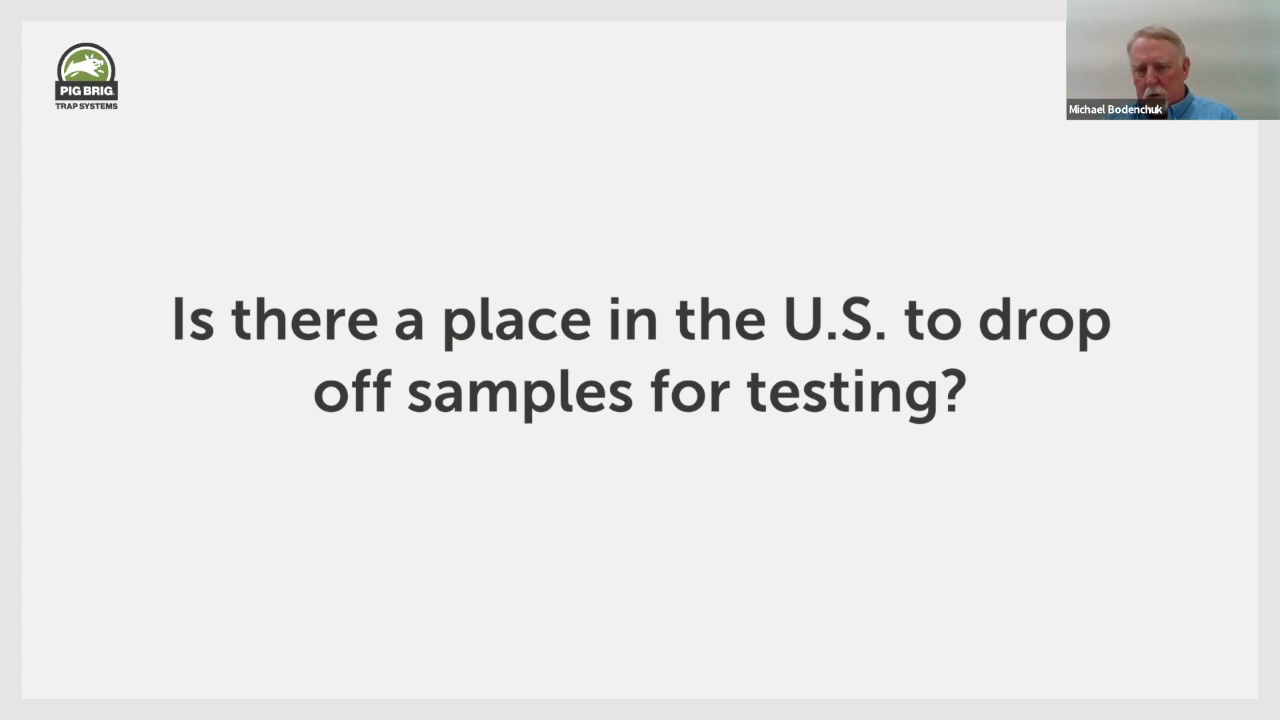 PIG BRIG
TRAP SYSTEMS
Michael Bodenchuk
Is there a place in the U.S. to drop
off samples for testing?